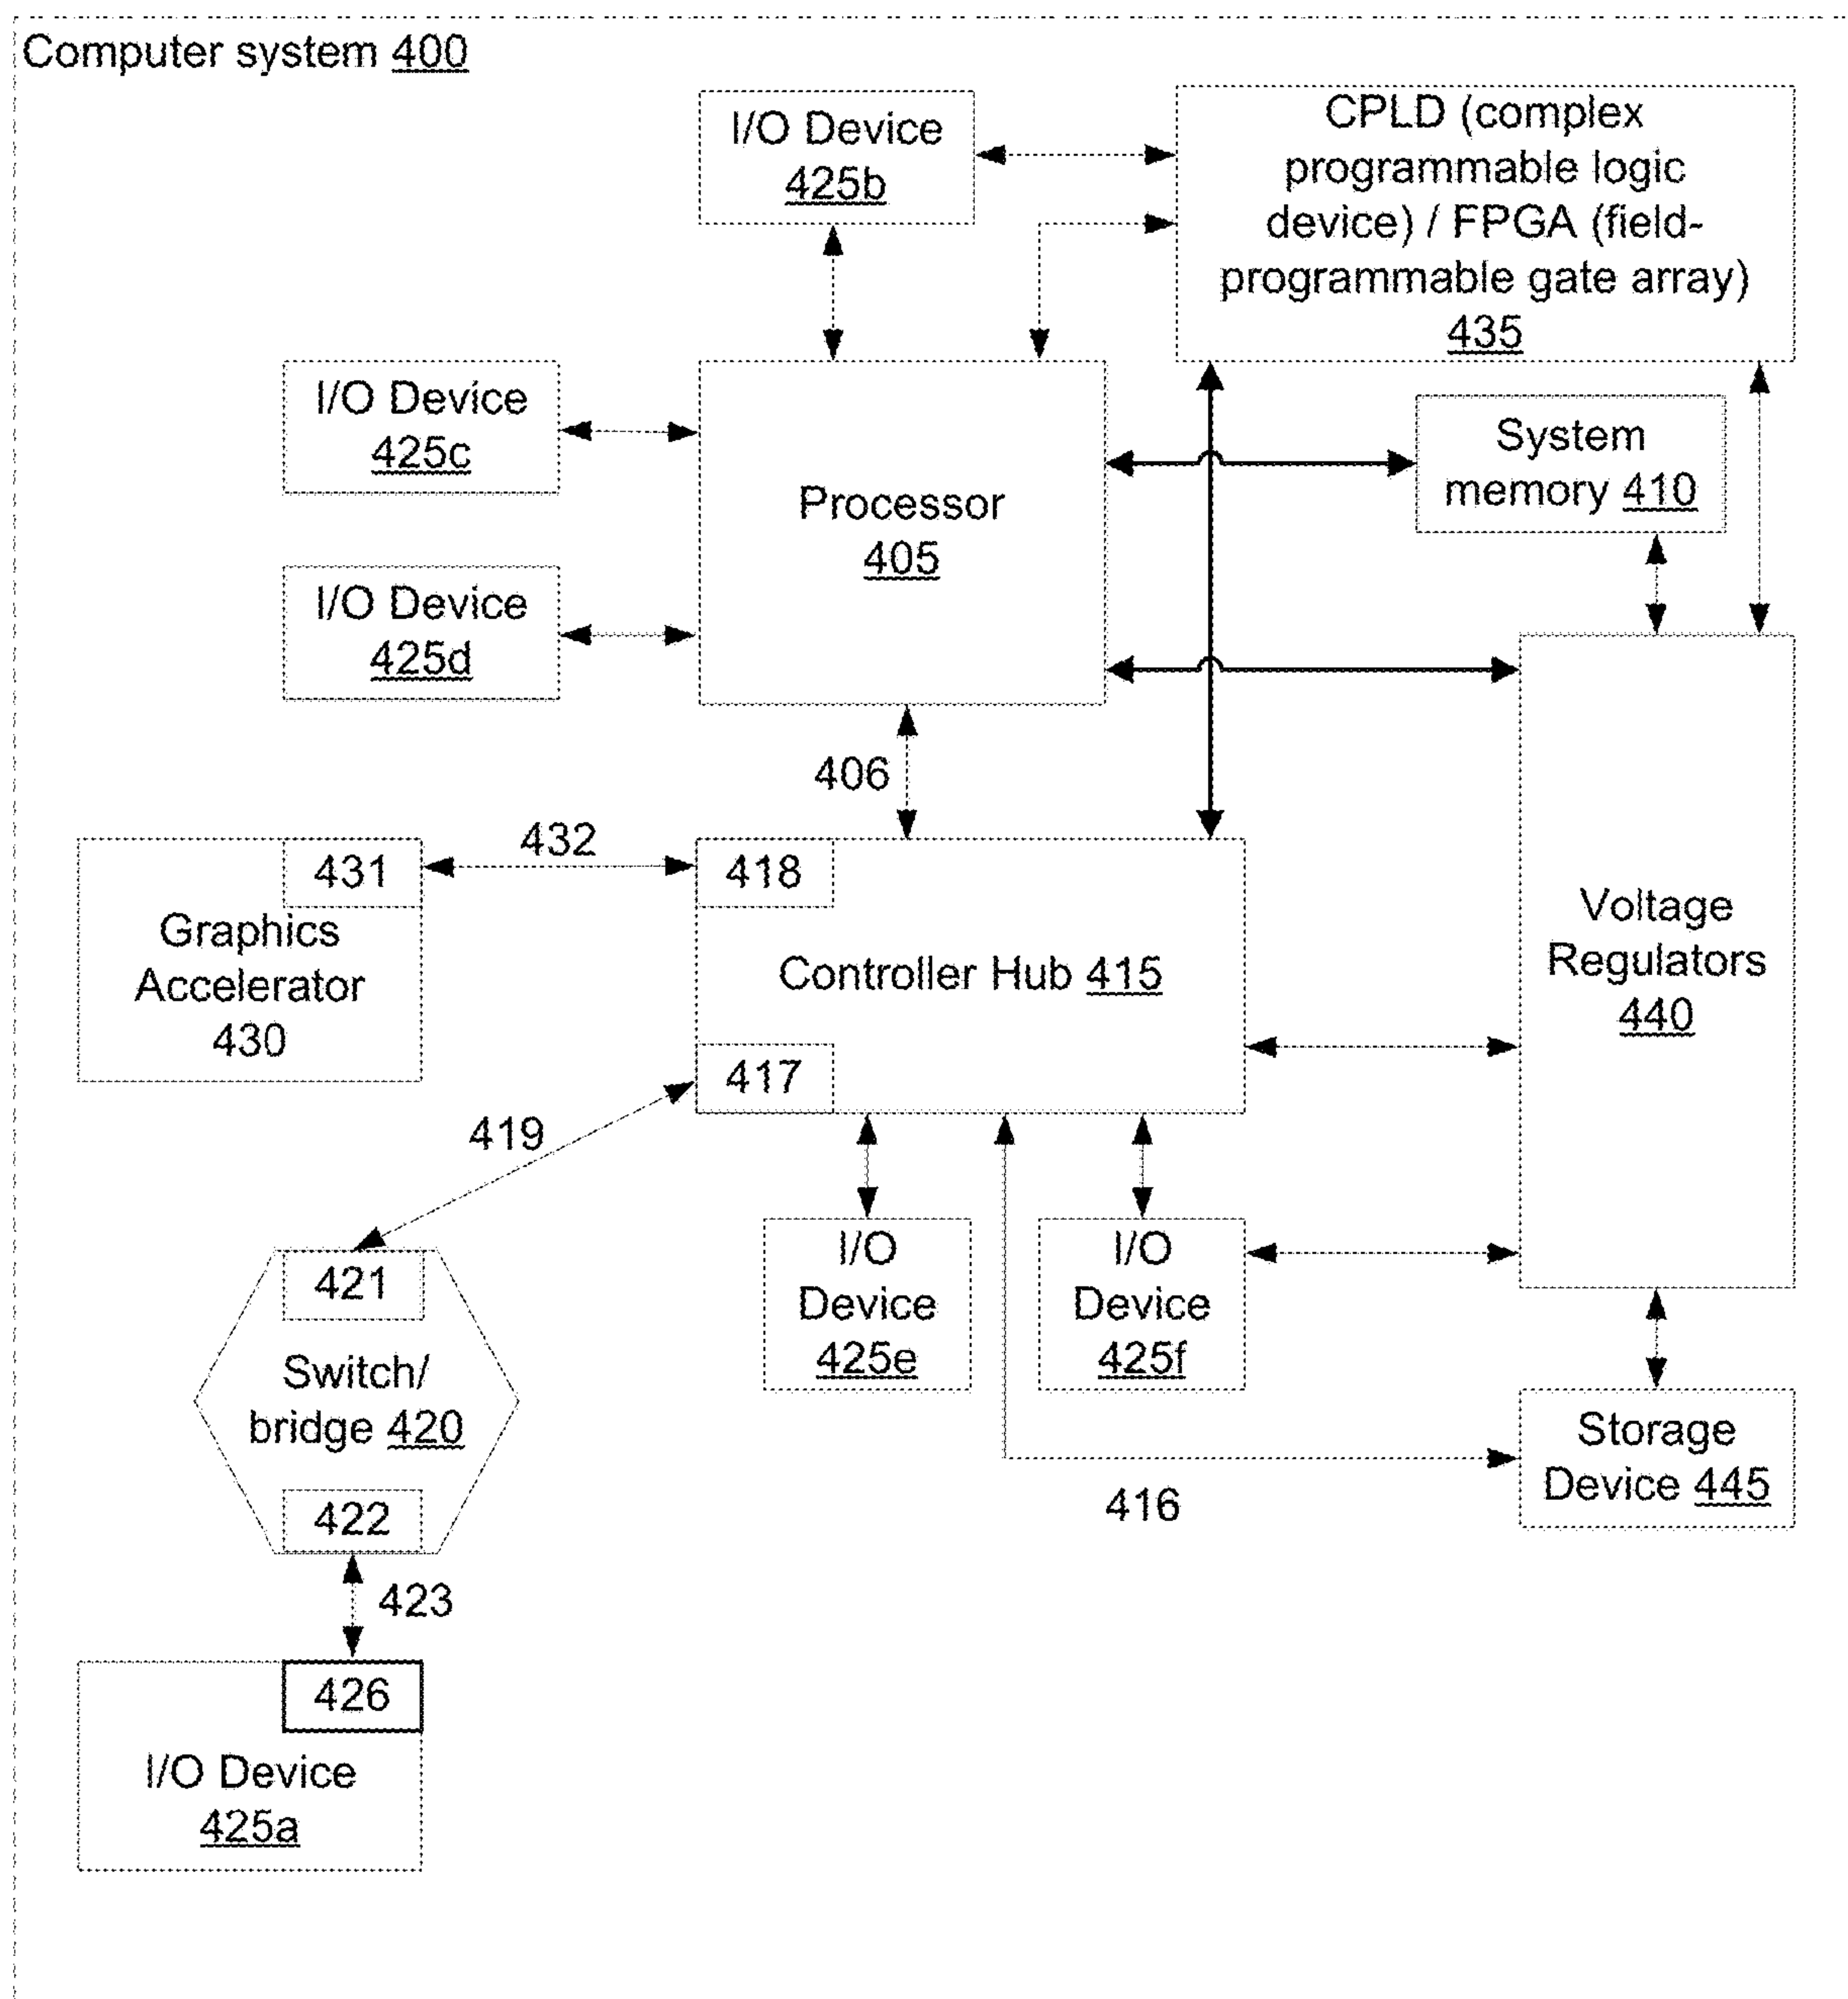 Computer system 400
I/O Device
425b
CPLD (complex
programmable logic
device) / FPGA (field-
programmable gate array)
435
I/O Device
425c
Processor
405
System
memory 410
I/O Device
425d
406
431
432
418
Graphics
Accelerator
430
Controller Hub 415
Voltage
Regulators
440
417
419
421
Switch/
bridge 420
422
I/O
Device
425e
I/O
Device
425f
Storage
Device 445
416
423
426
I/O Device
425a